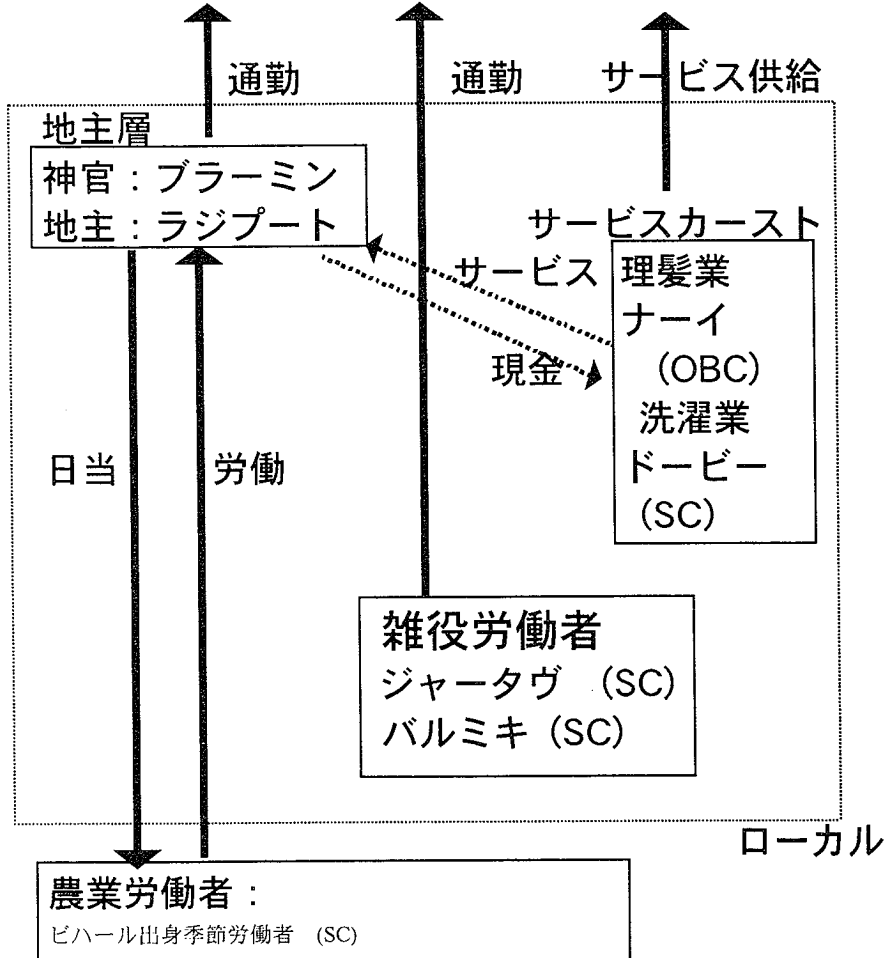 通勤
通勤
サービス供給
地主層
神官：ブラーミン
地主：ラジプート
サービスカースト
サービス
理髪業
ナーイ
（OBC）
洗濯業
ドービー
（SC）
現金
日当
労働
雑役労働者
ジャータヴ　（SC）
バルミキ（SC）
ローカル
農業労働者：
ビハール出身季節労働者　(SC)